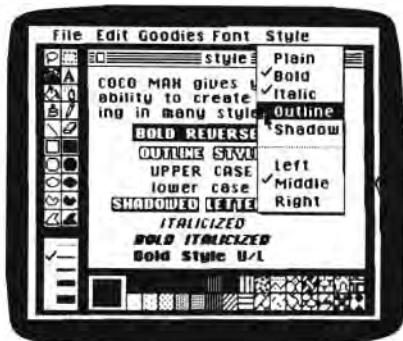 File Edit Goodies Font Style
style
Plain
Bold
Italic
Outline
Shadow
Left
Middle
Right
COCO MAX gives
ability to create
ing in many style
BOLD REVERSE
OUTLINE STYL
UPPER CASE
lower case
SHADOWED LETTE
ITALICIZED
BOLD ITALICIZED
Bold Style U/L